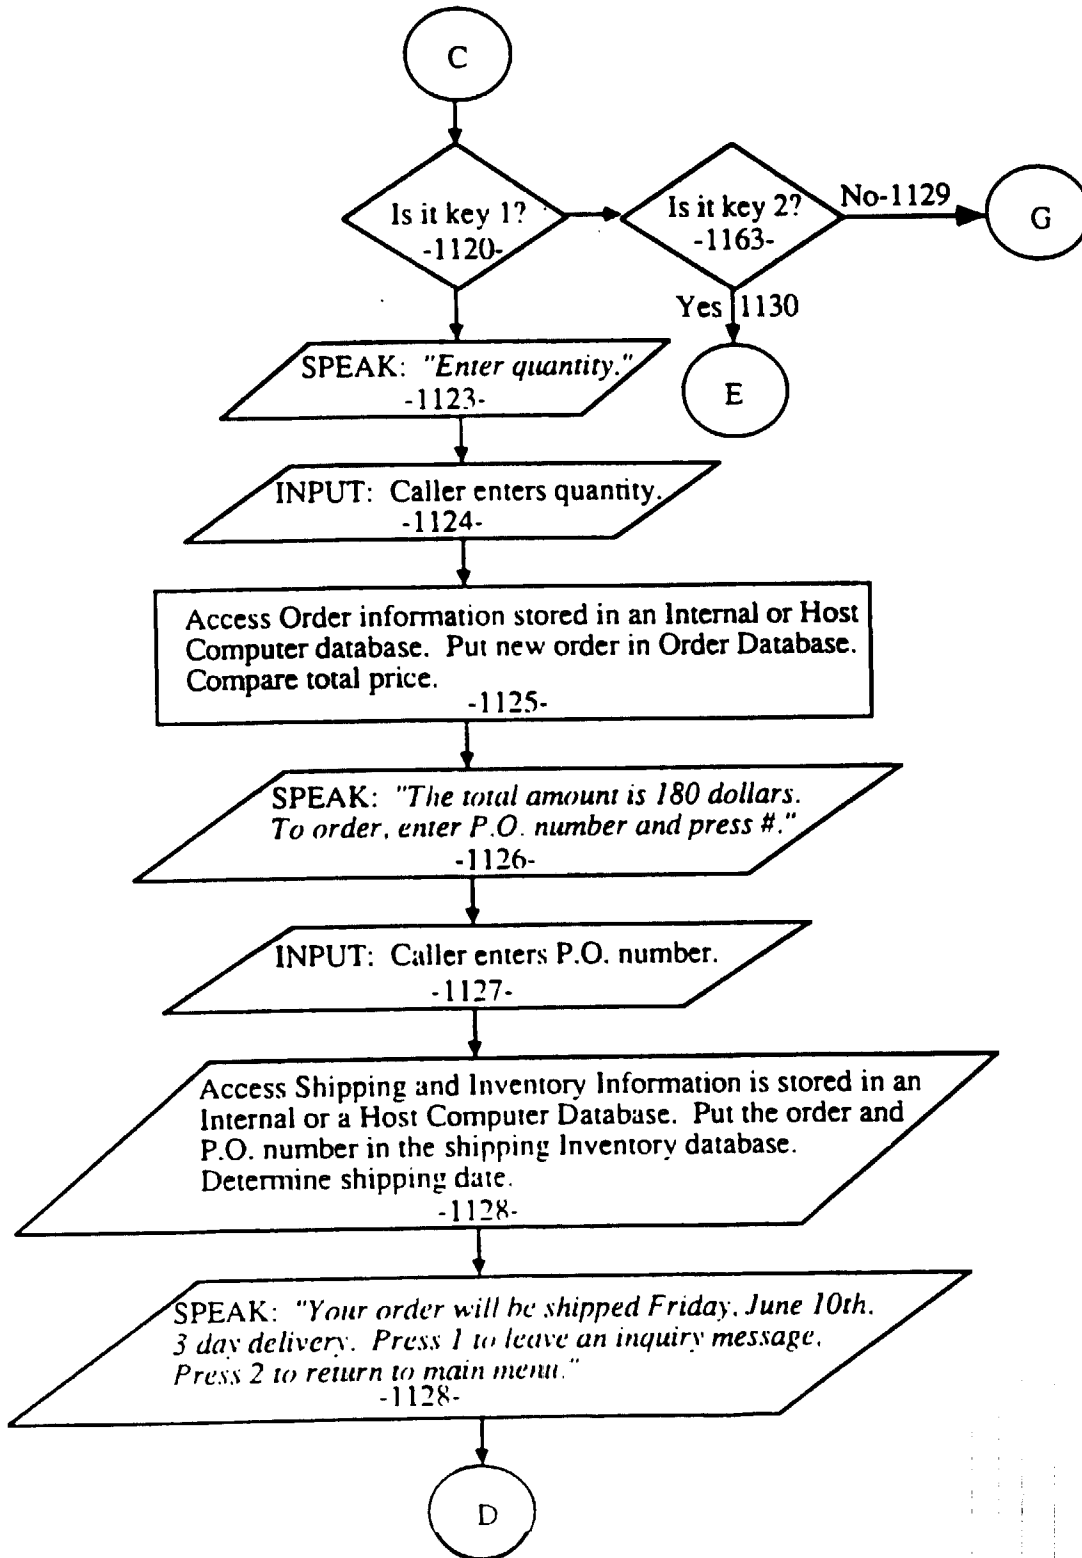 C
Is it key 1?
-1120-
Is it key 2?
-1163-
No-1129
G
Yes 1130
E
SPEAK: "Enter quantity."
-1123-
INPUT: Caller enters quantity.
-1124-
Access Order information stored in an Internal or Host
Computer database. Put new order in Order Database.
Compare total price.
-1125-
SPEAK: "The total amount is 180 dollars.
To order, enter P.O. number and press #."
-1126-
INPUT: Caller enters P.O. number.
-1127-
Access Shipping and Inventory Information is stored in an
Internal or a Host Computer Database. Put the order and
P.O. number in the shipping Inventory database.
Determine shipping date.
-1128-
SPEAK: "Your order will be shipped Friday, June 10th,
3 day delivery. Press 1 to leave an inquiry message,
Press 2 to return to main menu."
-1128-
D